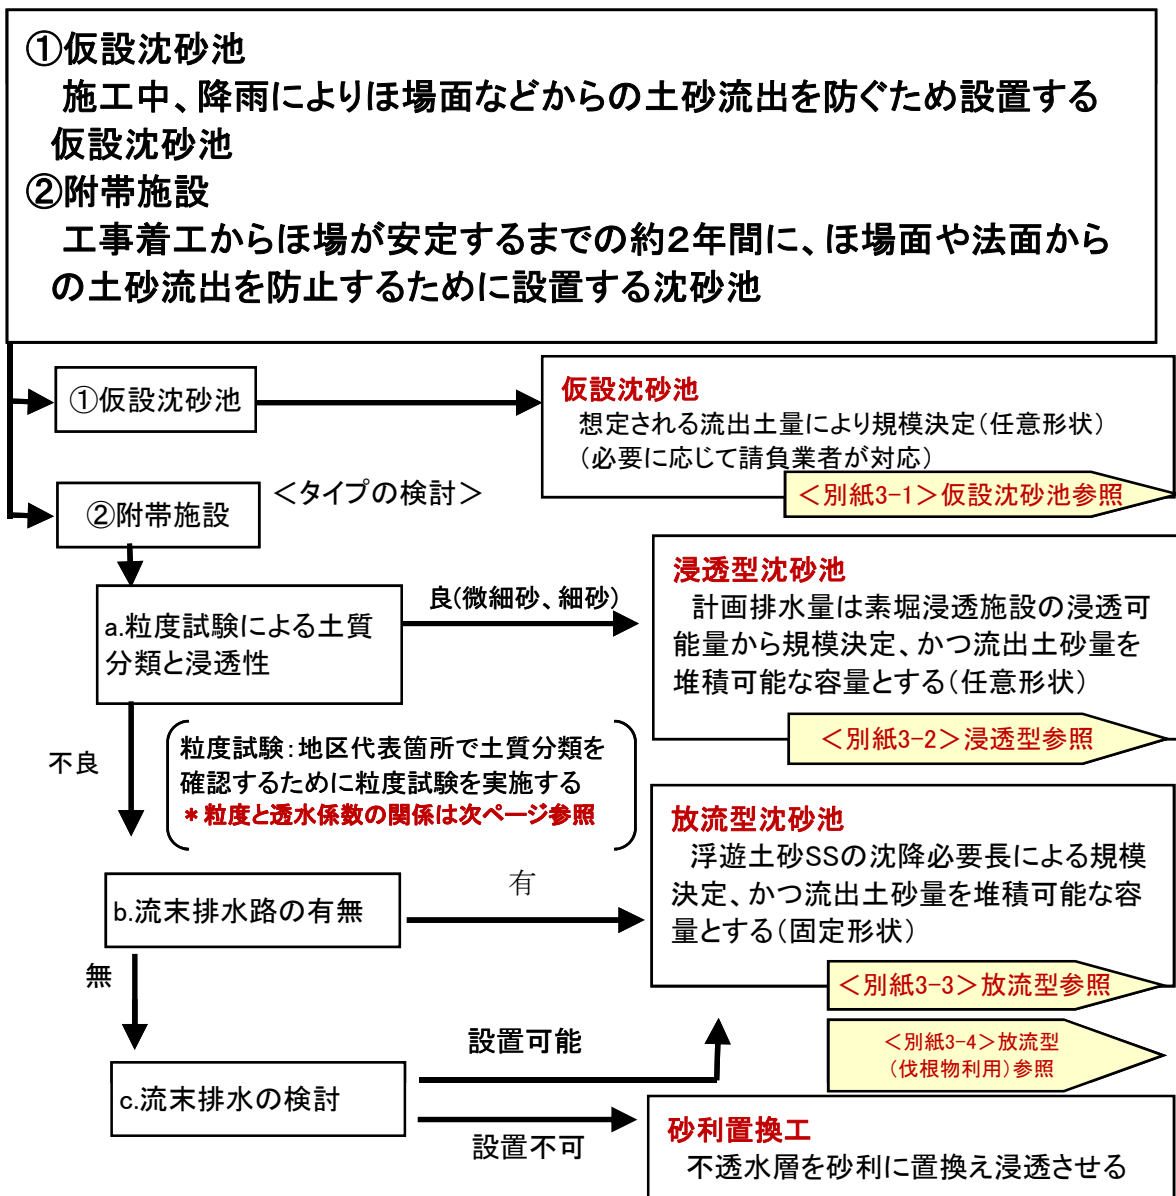 ①仮設沈砂池
施工中、降雨によりほ場面などからの土砂流出を防ぐため設置する
仮設沈砂池
②附帯施設
工事着工からほ場が安定するまでの約2年間に、ほ場面や法面から
の土砂流出を防止するために設置する沈砂池
①仮設沈砂池
仮設沈砂池
想定される流出土量により規模決定(任意形状)
(必要に応じて請負業者が対応)
<別紙3-1>仮設沈砂池参照
②附帯施設
<タイプの検討>
a.粒度試験による土質
分類と浸透性
良(微細砂、細砂)
浸透型沈砂池
計画排水量は素堀浸透施設の浸透可
能量から規模決定、かつ流出土砂量を
堆積可能な容量とする(任意形状)
<別紙3-2>浸透型参照
不良
粒度試験:地区代表箇所で土質分類を
確認するために粒度試験を実施する
*粒度と透水係数の関係は次ページ参照
b.流末排水路の有無
有
放流型沈砂池
浮遊土砂SSの沈降必要長による規模
決定、かつ流出土砂量を堆積可能な容
量とする(固定形状)
<別紙3-3>放流型参照
<別紙3-4>放流型
(伐根物利用)参照
無
c.流末排水の検討
設置可能
設置不可
砂利置換工
不透水層を砂利に置換え浸透させる